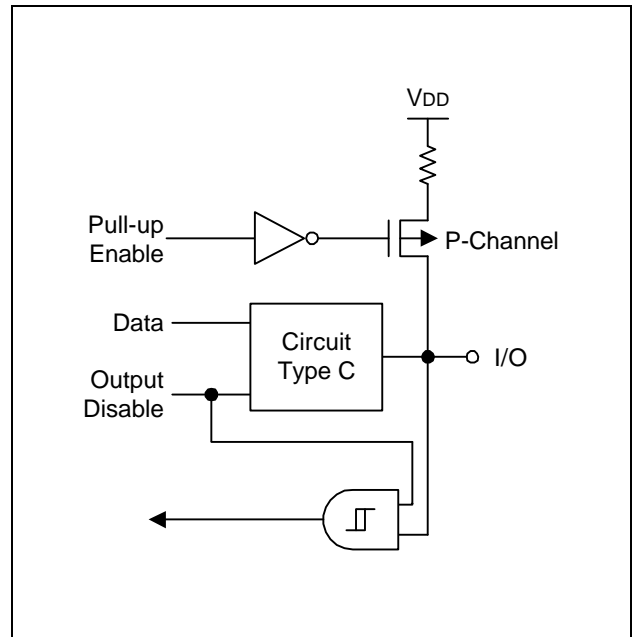 VDD
Pull-up
Enable
P-Channel
Data
Circuit
Type C
I/O
Output
Disable